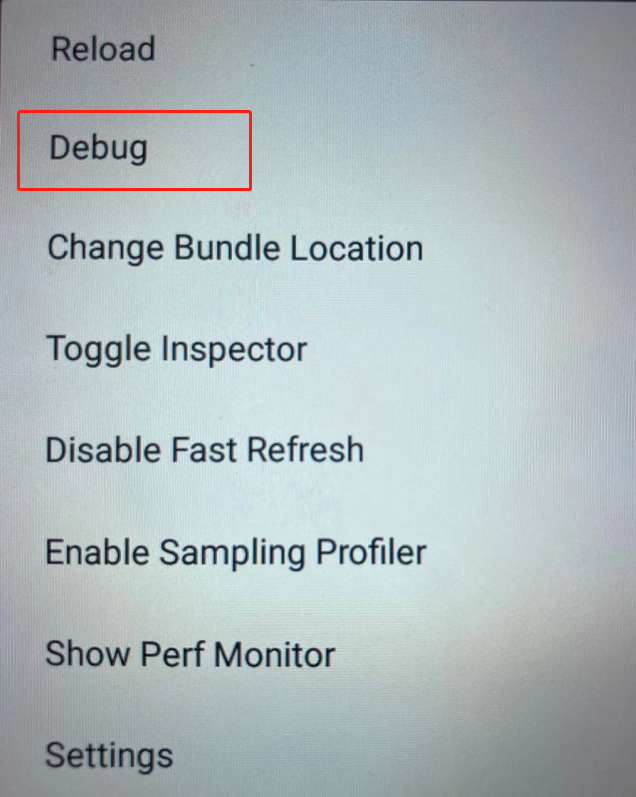 Reload
Debug
Change Bundle Location
Toggle Inspector
Disable Fast Refresh
Enable Sampling Profiler
Show Perf Monitor
Settings